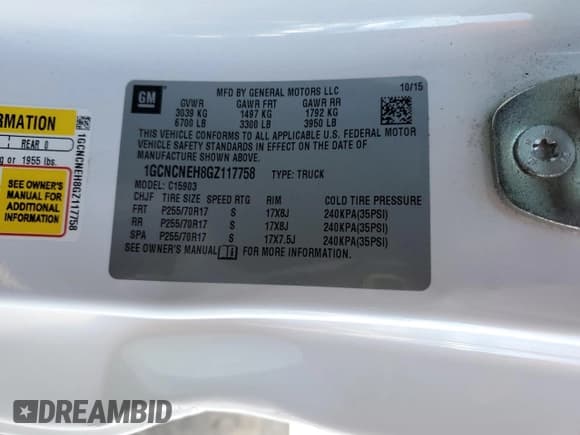 GM
MFD BY GENERAL MOTORS LLC
10/15
GVWR GAWR FRT GAWR RR
3039 KG 1497 KG 1792 KG
6700 LB 3300 LB 3950 LB
THIS VEHICLE CONFORMS TO ALL APPLICABLE U.S. FEDERAL MOTOR
VEHICLE SAFETY STANDARDS IN EFFECT ON THE DATE OF
MANUFACTURE SHOWN ABOVE.
1GCNCNEH8GZ117758 TYPE: TRUCK
MODEL: C15903
CHJF TIRE SIZE SPEED RTG RIM COLD TIRE PRESSURE
FRT P255/70R17 S 17X8J 240KPA(35PSI)
RR P255/70R17 S 17X8J 240KPA(35PSI)
SPA P255/70R17 S 17X7.5J 240KPA(35PSI)
SEE OWNER'S MANUAL FOR MORE INFORMATION.
FORMATION
REAR 0
or 1955 lbs.
SEE OWNER'S
MANUAL FOR
ADDITIONAL
INFORMATION
1GCNCNEH8GZ117758
DREAMBID